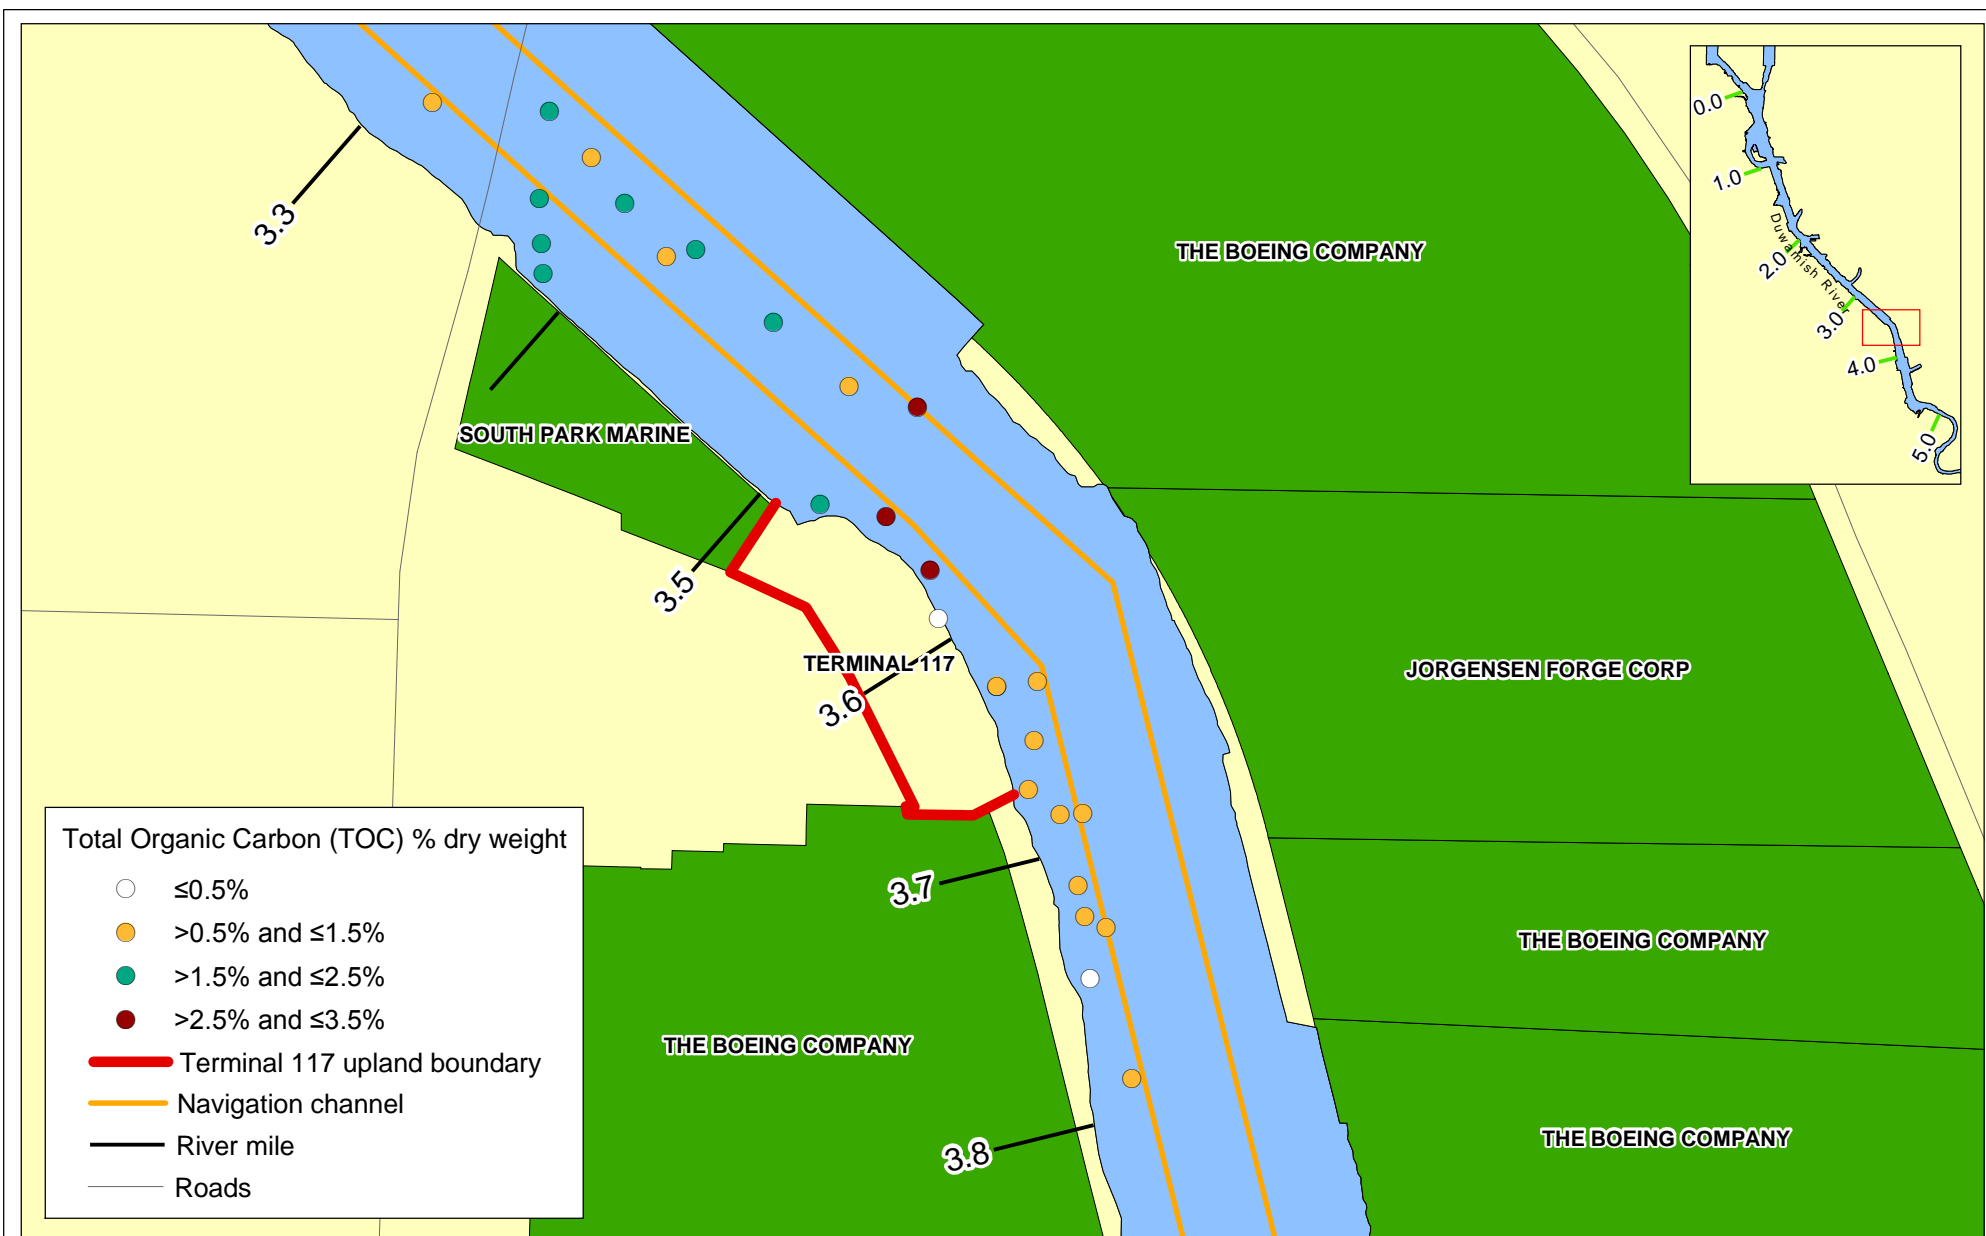 THE BOEING COMPANY
0.0
1.0
2.0
Duwamish River
3.0
4.0
5.0
3.3
SOUTH PARK MARINE
3.5
TERMINAL 117
3.6
JORGENSEN FORGE CORP
3.7
THE BOEING COMPANY
THE BOEING COMPANY
THE BOEING COMPANY
3.8
Total Organic Carbon (TOC) % dry weight
≤0.5%
>0.5% and ≤1.5%
>1.5% and ≤2.5%
>2.5% and ≤3.5%
Terminal 117 upland boundary
Navigation channel
River mile
Roads